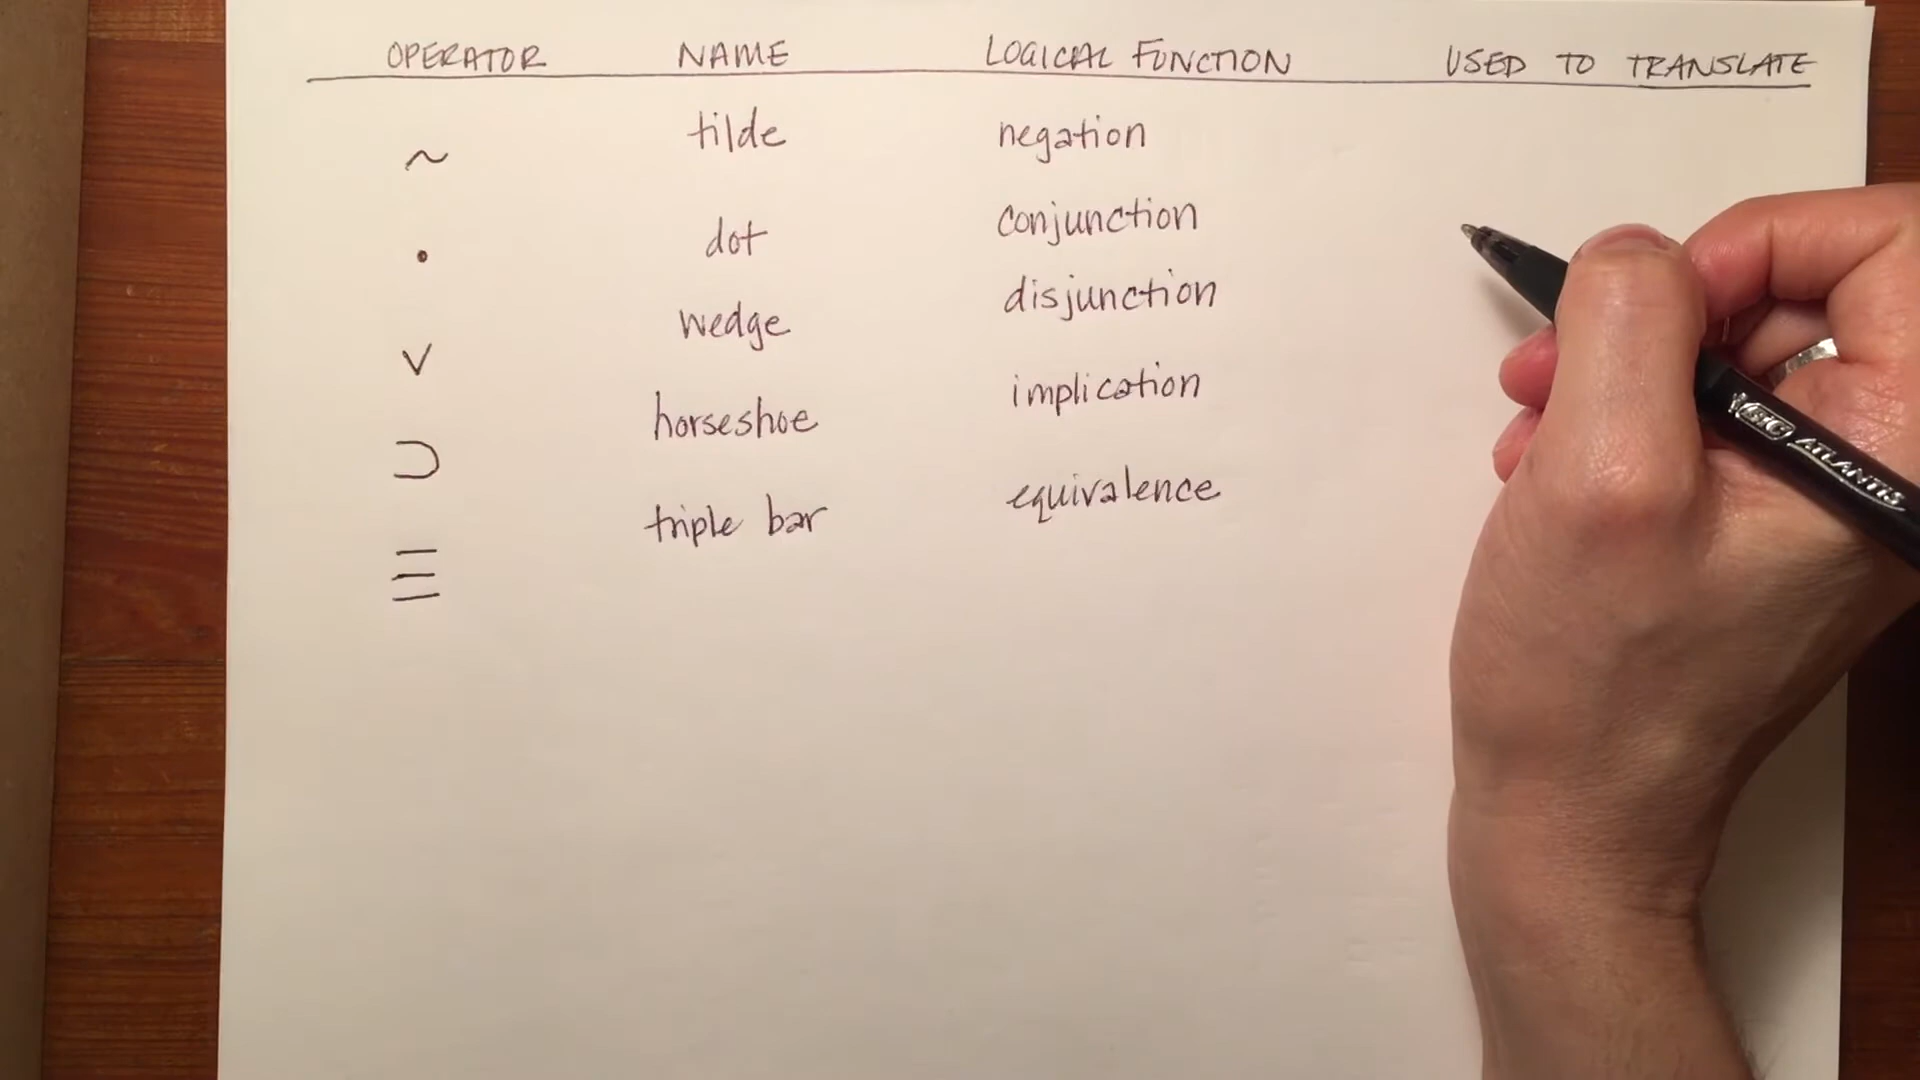 OPERATOR NAME LOGICAL FUNCTION USED TO TRANSLATE
~ tilde negation
• dot conjunction
∨ wedge disjunction
⊃ horseshoe implication
≡ triple bar equivalence
BIC ATLANTIS